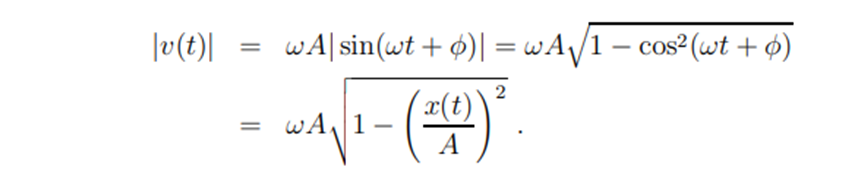 |v(t)| = ωA| sin(ωt + ϕ)| = ωA√(1 − cos²(ωt + ϕ))
= ωA√(1 − (x(t)/A)²) .